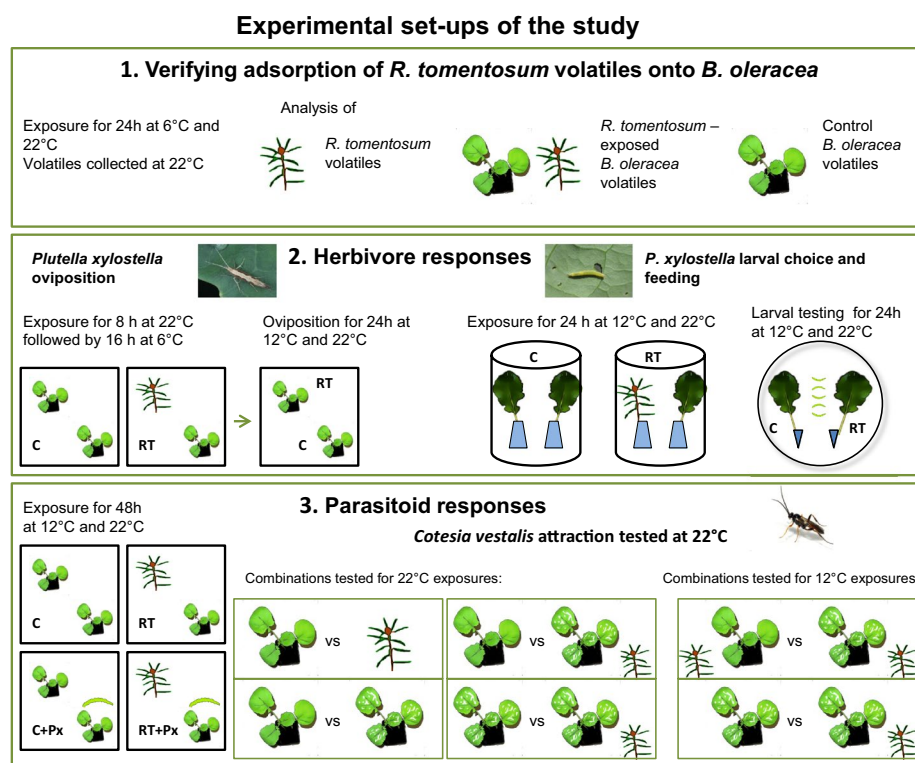 Experimental set-ups of the study
1. Verifying adsorption of R. tomentosum volatiles onto B. oleracea
Exposure for 24h at 6°C and
22°C
Volatiles collected at 22°C
Analysis of
R. tomentosum
volatiles
R. tomentosum –
exposed
B. oleracea
volatiles
Control
B. oleracea
volatiles
Plutella xylostella
oviposition
2. Herbivore responses
P. xylostella larval choice and
feeding
Exposure for 8 h at 22°C
followed by 16 h at 6°C
Oviposition for 24h at
12°C and 22°C
Exposure for 24 h at 12°C and 22°C
Larval testing for 24h
at 12°C and 22°C
C
RT
RT
C
C
RT
C
RT
3. Parasitoid responses
Exposure for 48h
at 12°C and 22°C
Cotesia vestalis attraction tested at 22°C
Combinations tested for 22°C exposures:
Combinations tested for 12°C exposures:
C
RT
C+Px
RT+Px
vs
vs
vs
vs
vs
vs